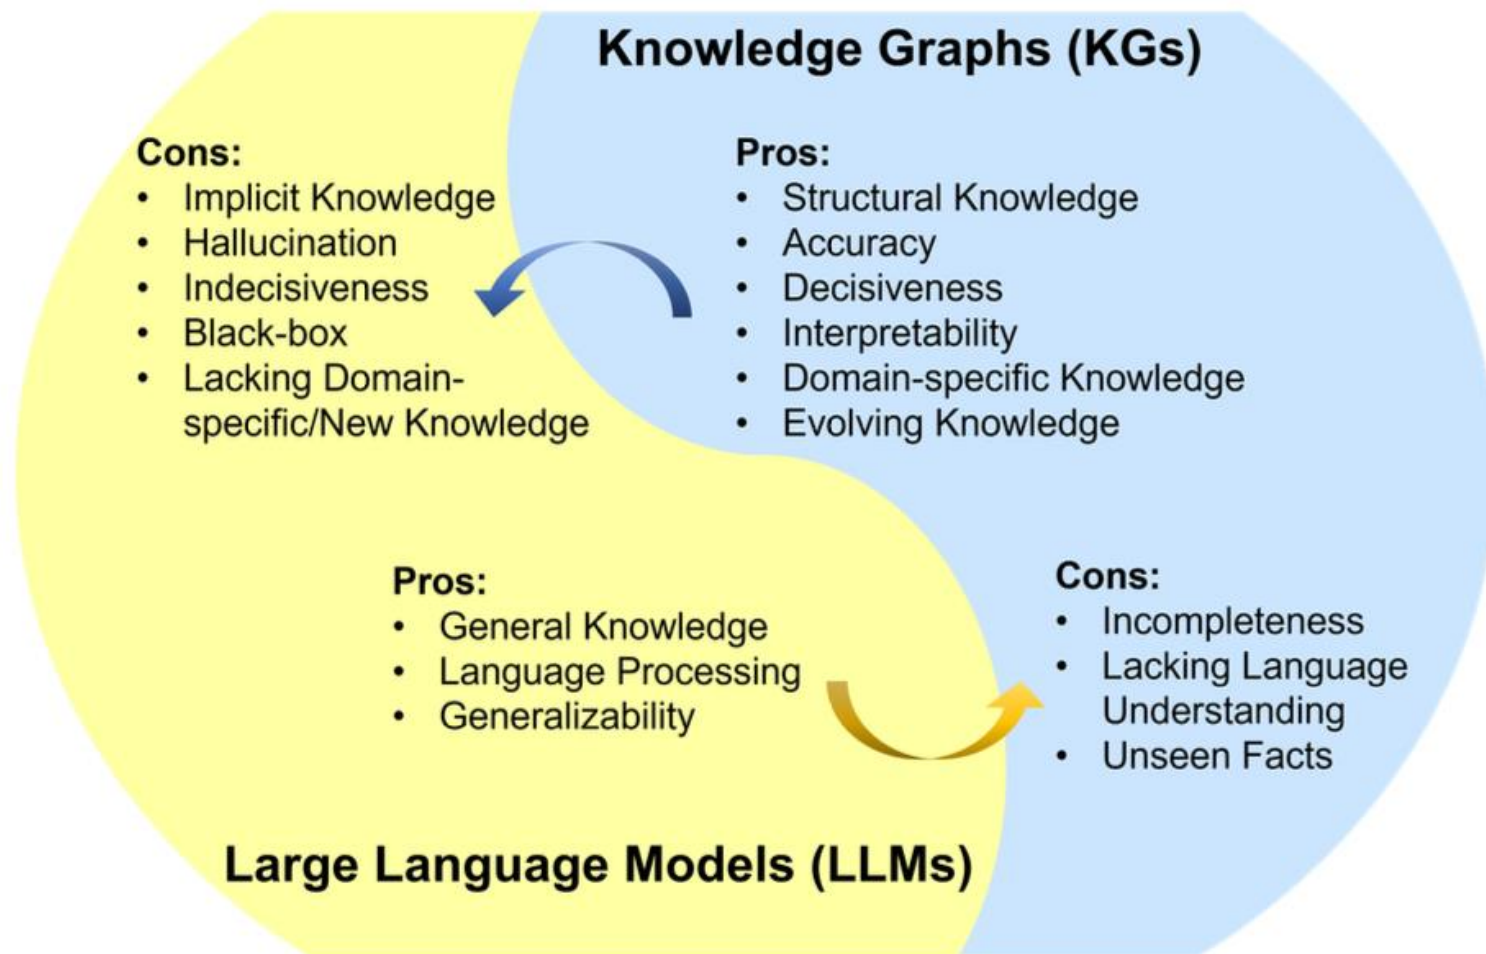 Knowledge Graphs (KGs)
Cons:
• Implicit Knowledge
• Hallucination
• Indecisiveness
• Black-box
• Lacking Domain-
specific/New Knowledge
Pros:
• Structural Knowledge
• Accuracy
• Decisiveness
• Interpretability
• Domain-specific Knowledge
• Evolving Knowledge
Pros:
• General Knowledge
• Language Processing
• Generalizability
Cons:
• Incompleteness
• Lacking Language
Understanding
• Unseen Facts
Large Language Models (LLMs)